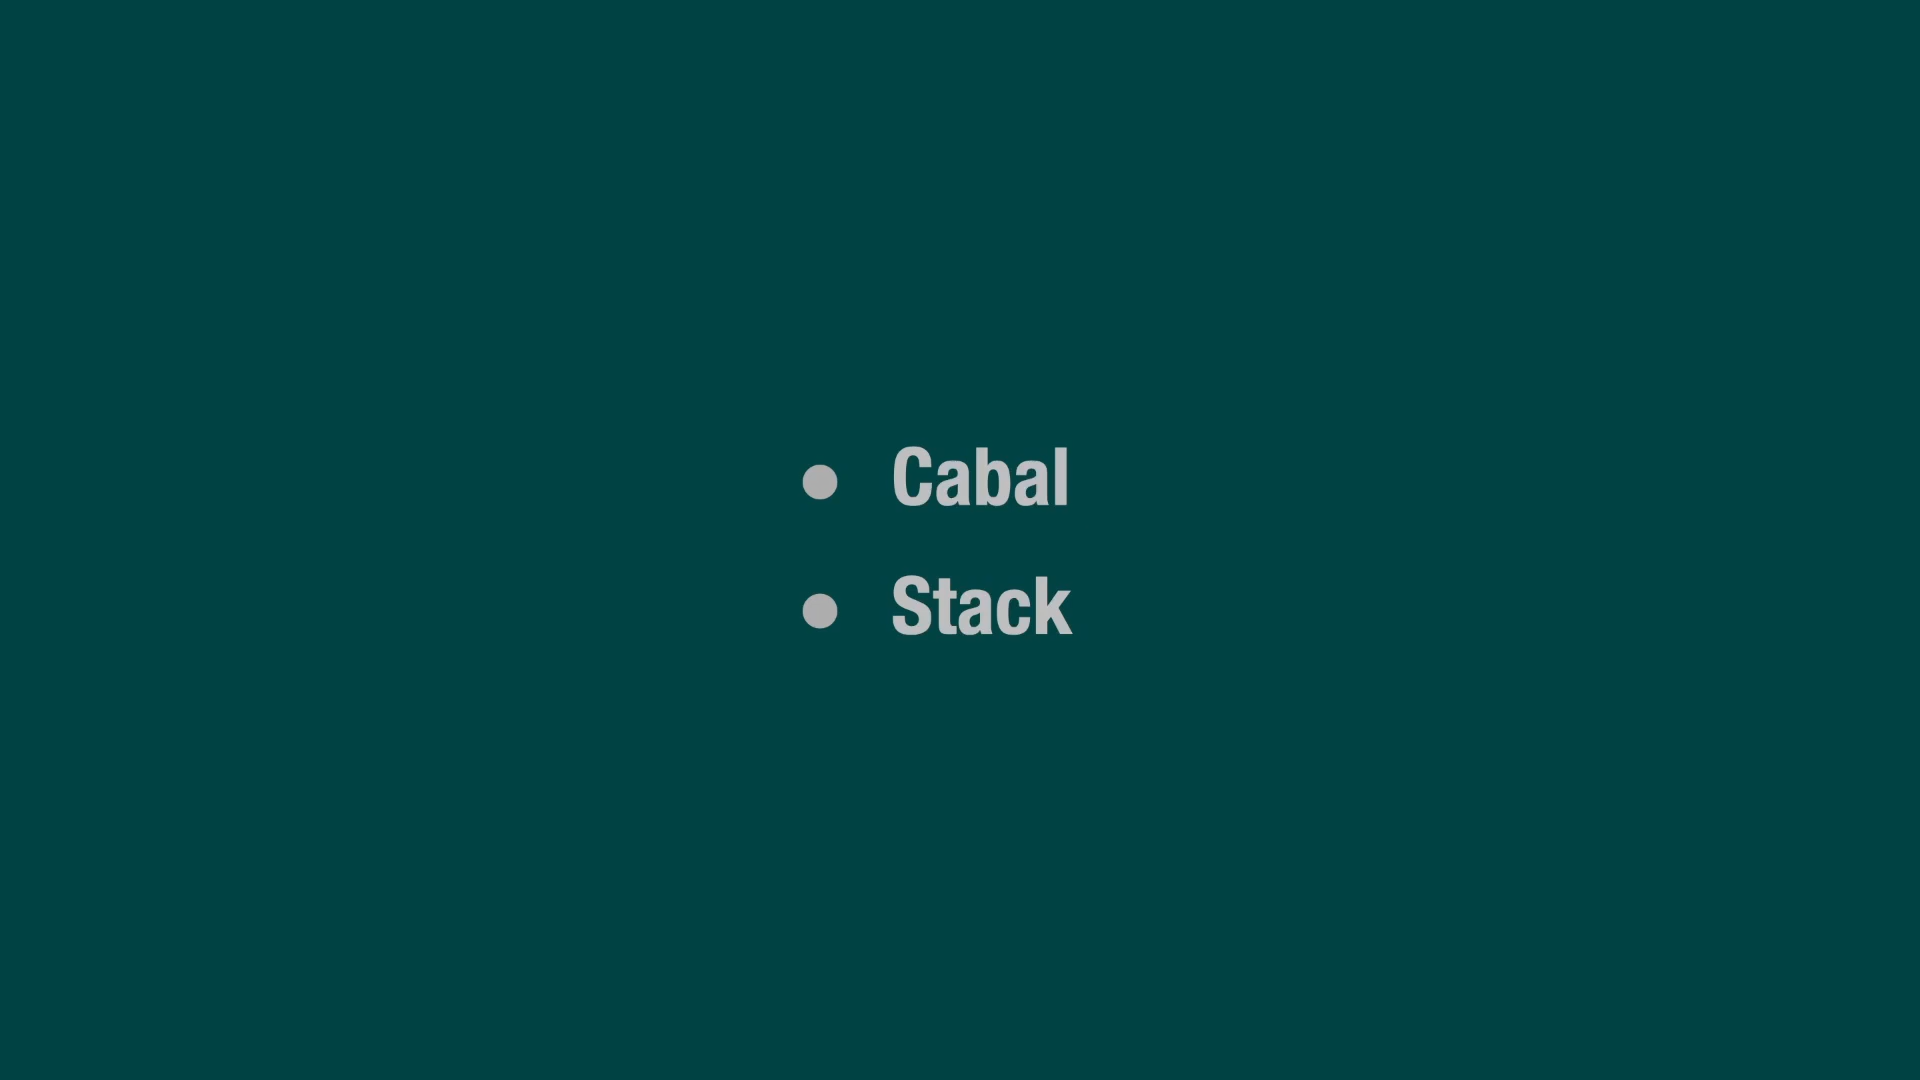 • Cabal
• Stack